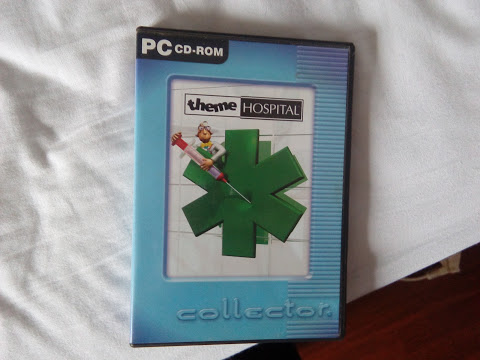 PC CD-ROM
theme HOSPITAL
collector